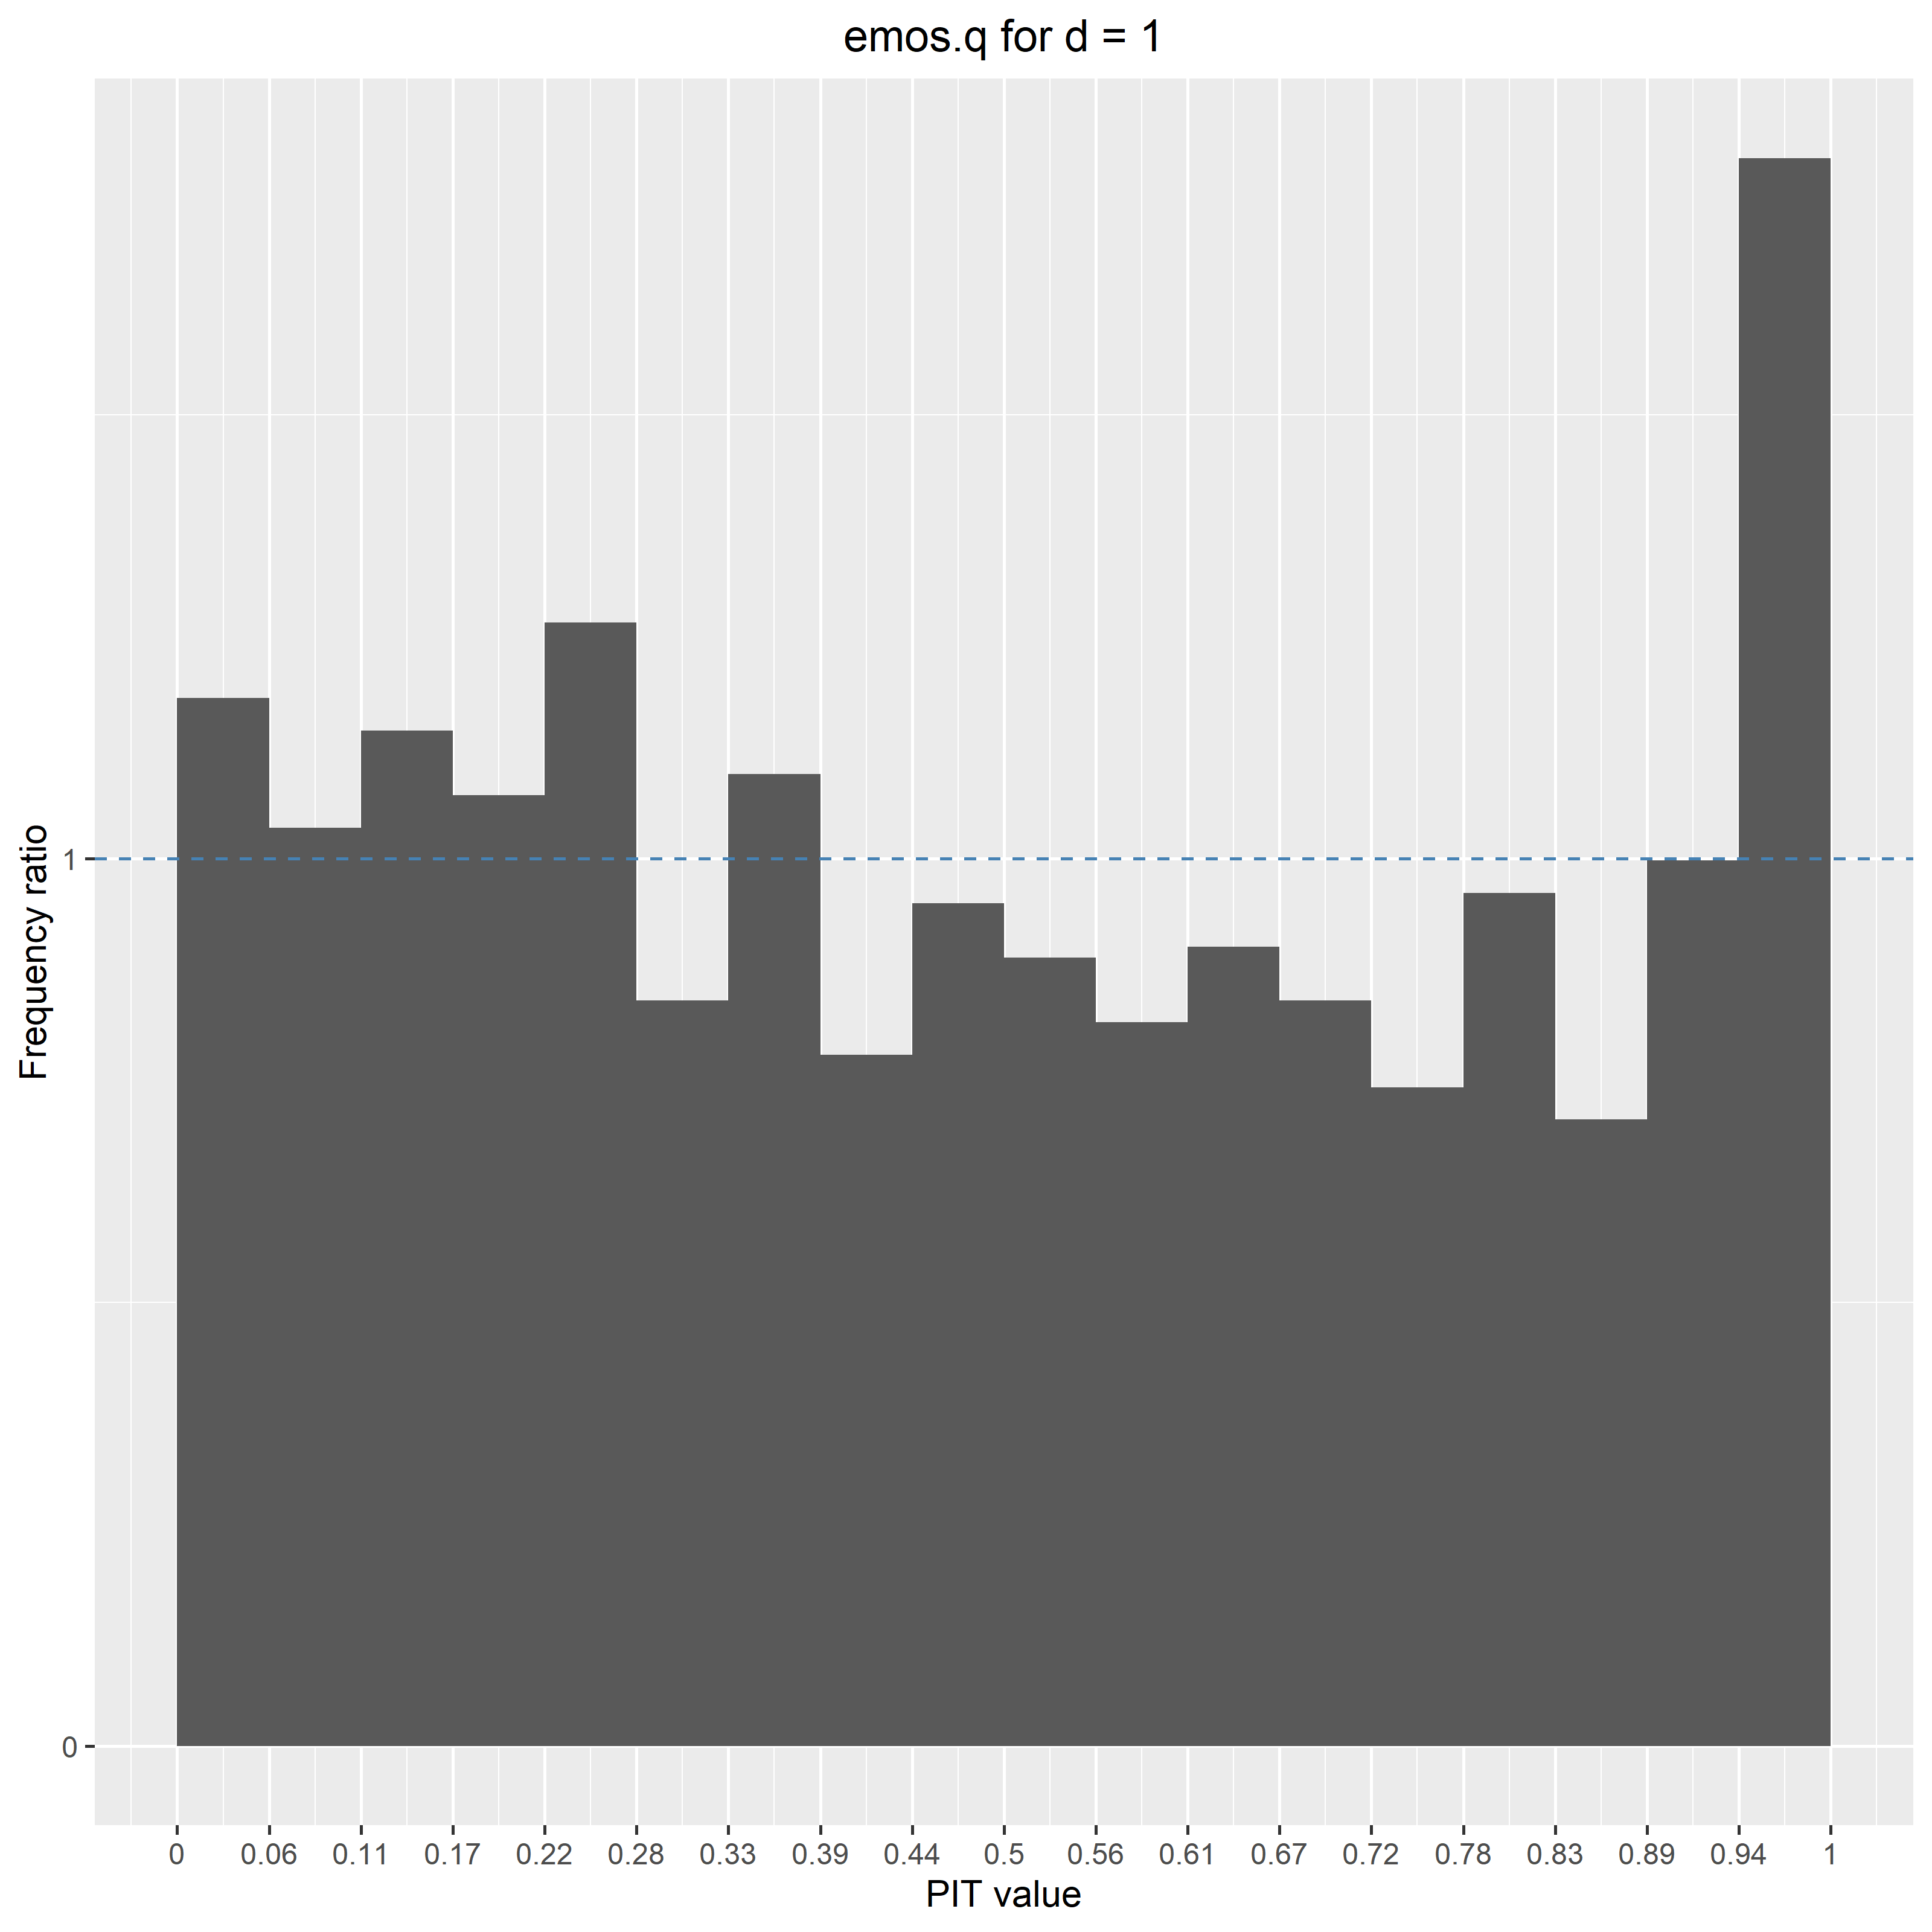 emos.q for d = 1
Frequency ratio
1
0
0 0.06 0.11 0.17 0.22 0.28 0.33 0.39 0.44 0.5 0.56 0.61 0.67 0.72 0.78 0.83 0.89 0.94 1
PIT value